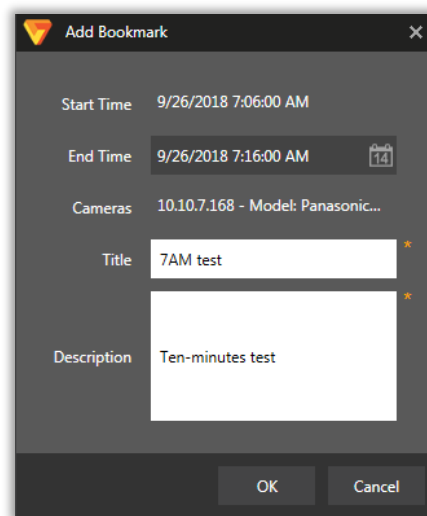 Add Bookmark
Start Time 9/26/2018 7:06:00 AM
End Time 9/26/2018 7:16:00 AM 14
Cameras 10.10.7.168 - Model: Panasonic...
Title 7AM test *
*
Description Ten-minutes test
OK Cancel